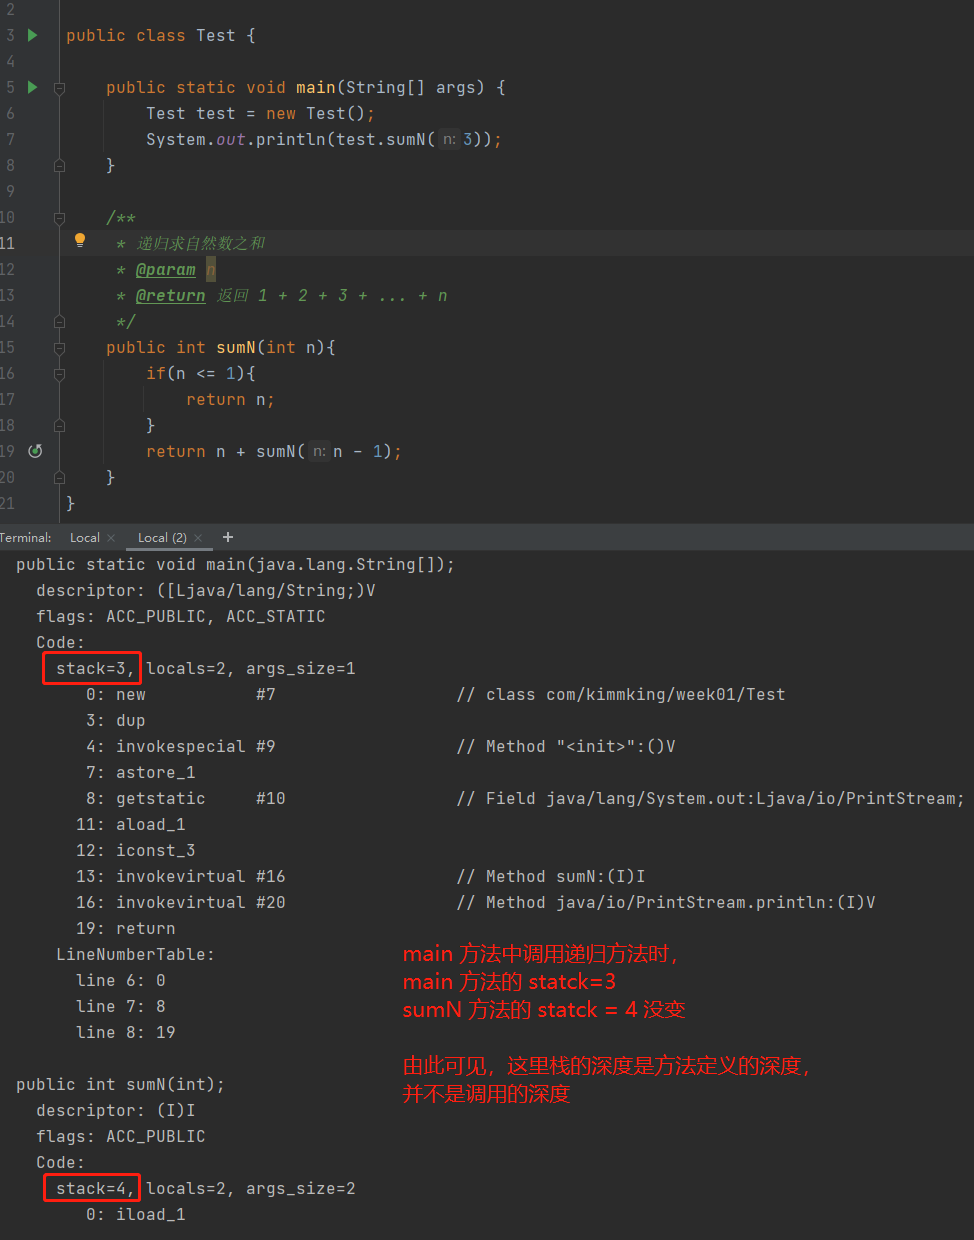 2
3 public class Test {
4
5 public static void main(String[] args) {
6 Test test = new Test();
7 System.out.println(test.sumN( n: 3));
8 }
9
10 /**
11 * 递归求自然数之和
12 * @param n
13 * @return 返回 1 + 2 + 3 + ... + n
14 */
15 public int sumN(int n){
16 if(n <= 1){
17 return n;
18 }
19 return n + sumN( n: n - 1);
20 }
21 }
Terminal: Local × Local (2) × +
public static void main(java.lang.String[]);
descriptor: ([Ljava/lang/String;)V
flags: ACC_PUBLIC, ACC_STATIC
Code:
stack=3, locals=2, args_size=1
0: new #7 // class com/kimmking/week01/Test
3: dup
4: invokespecial #9 // Method "<init>":()V
7: astore_1
8: getstatic #10 // Field java/lang/System.out:Ljava/io/PrintStream;
11: aload_1
12: iconst_3
13: invokevirtual #16 // Method sumN:(I)I
16: invokevirtual #20 // Method java/io/PrintStream.println:(I)V
19: return
LineNumberTable:
line 6: 0
line 7: 8
line 8: 19
main 方法中调用递归方法时，
main 方法的 statck=3
sumN 方法的 statck = 4 没变
由此可见，这里栈的深度是方法定义的深度，
并不是调用的深度
public int sumN(int);
descriptor: (I)I
flags: ACC_PUBLIC
Code:
stack=4, locals=2, args_size=2
0: iload_1